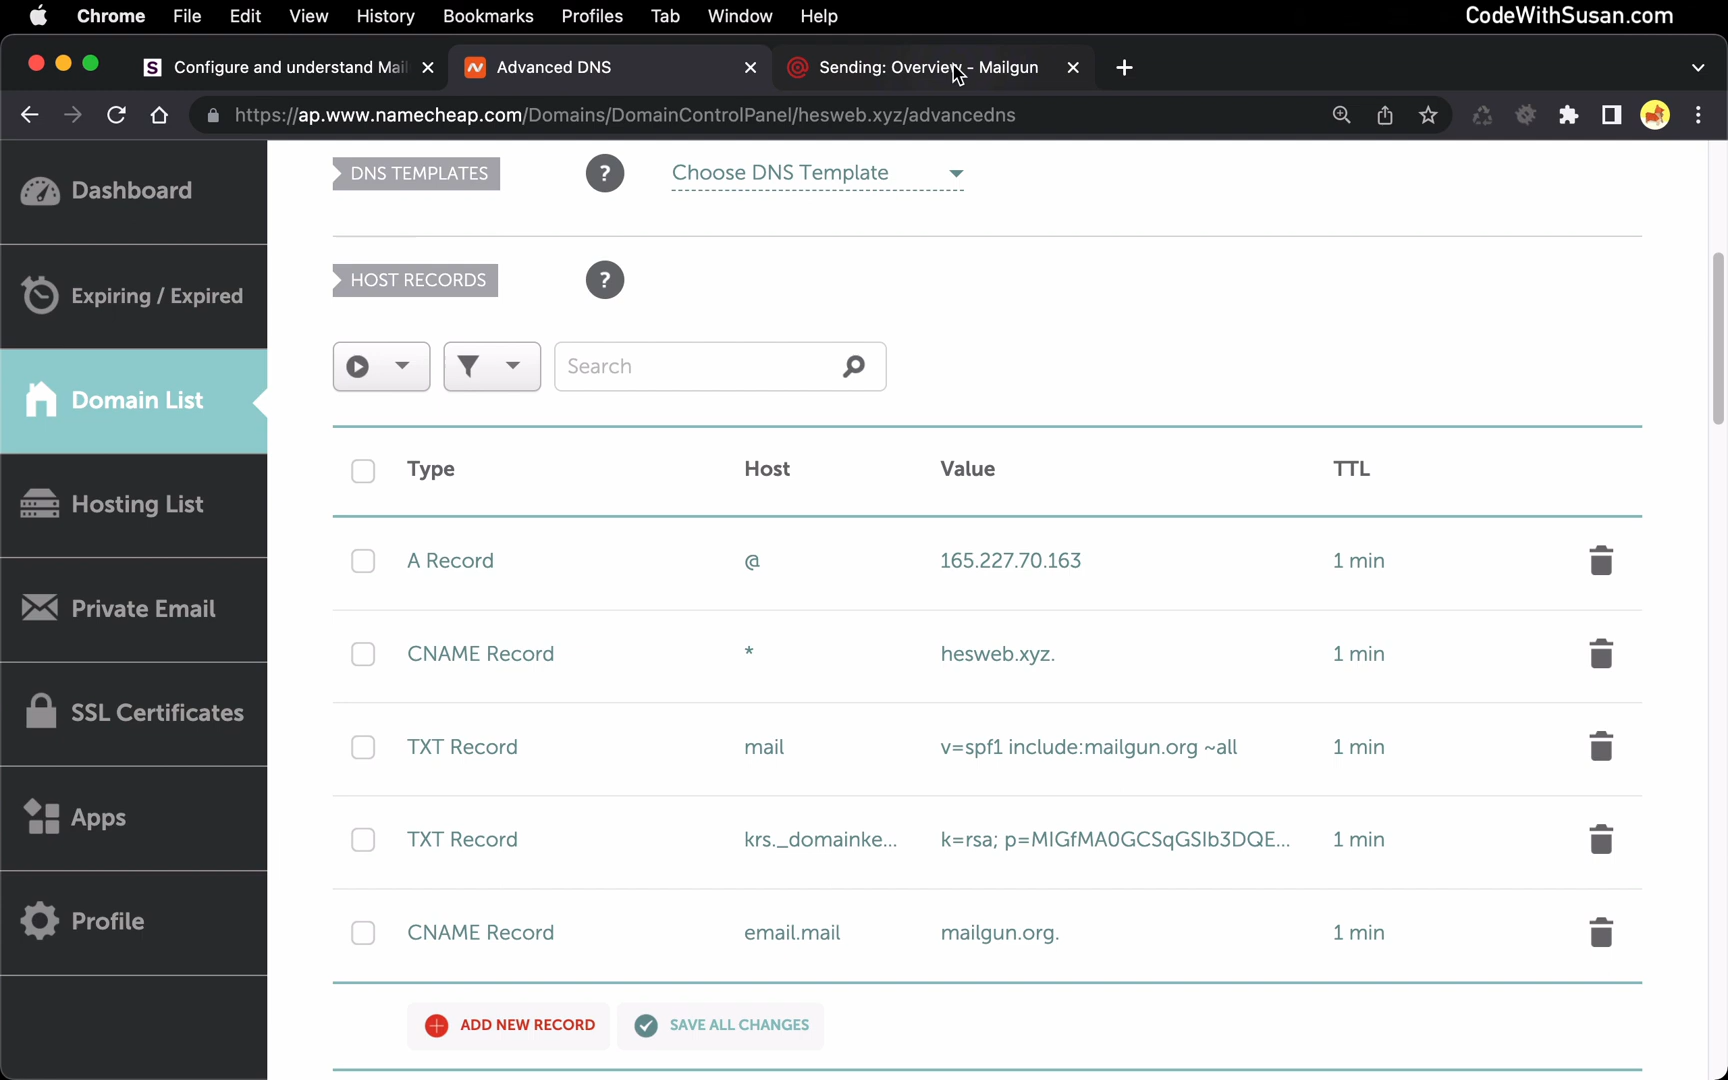 Chrome File Edit View History Bookmarks Profiles Tab Window Help CodeWithSusan.com
S Configure and understand Mail Advanced DNS Sending: Overview - Mailgun
https://ap.www.namecheap.com/Domains/DomainControlPanel/hesweb.xyz/advancedns
Dashboard
Expiring / Expired
Domain List
Hosting List
Private Email
SSL Certificates
Apps
Profile
DNS TEMPLATES ? Choose DNS Template
HOST RECORDS ?
Search
Type Host Value TTL
A Record @ 165.227.70.163 1 min
CNAME Record * hesweb.xyz. 1 min
TXT Record mail v=spf1 include:mailgun.org ~all 1 min
TXT Record krs._domainke... k=rsa; p=MIGfMA0GCSqGSIb3DQE... 1 min
CNAME Record email.mail mailgun.org. 1 min
ADD NEW RECORD SAVE ALL CHANGES